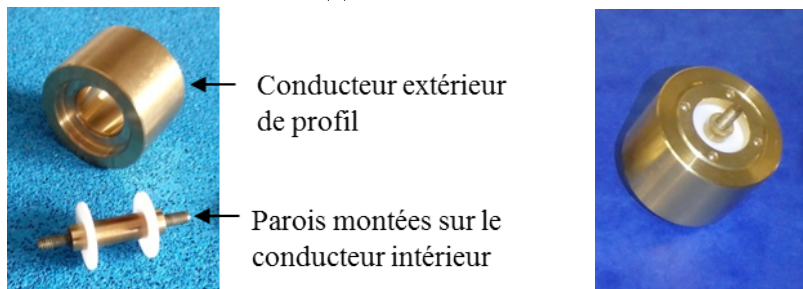 Conducteur extérieur
de profil
Parois montées sur le
conducteur intérieur